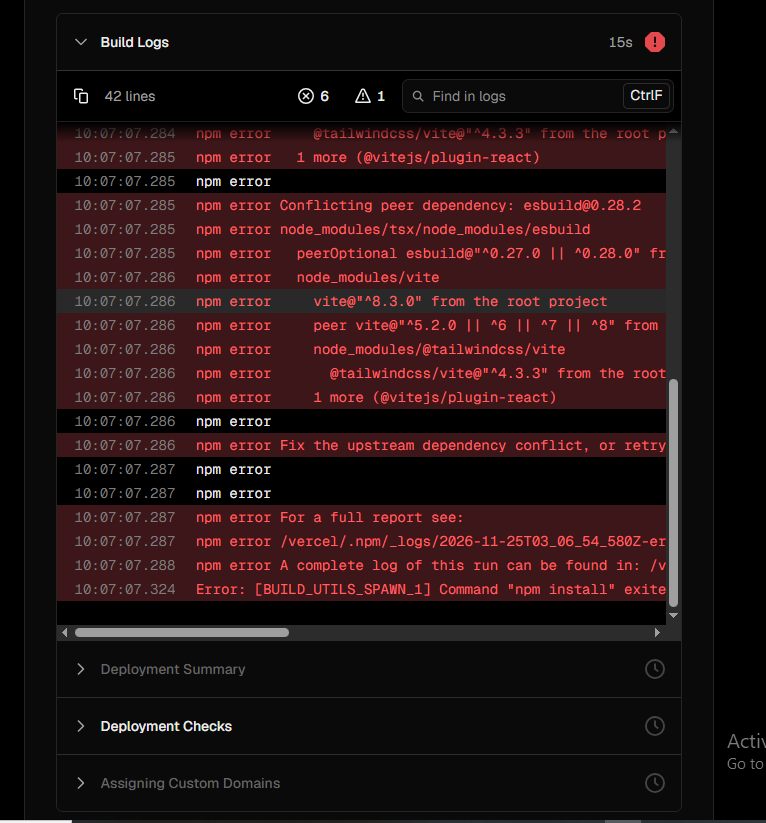 Build Logs 15s
42 lines 6 1 Find in logs CtrlF
10:07:07.284 npm error @tailwindcss/vite@"^4.3.3" from the root p
10:07:07.285 npm error 1 more (@vitejs/plugin-react)
10:07:07.285 npm error
10:07:07.285 npm error Conflicting peer dependency: esbuild@0.28.2
10:07:07.285 npm error node_modules/tsx/node_modules/esbuild
10:07:07.285 npm error peerOptional esbuild@"^0.27.0 || ^0.28.0" fr
10:07:07.286 npm error node_modules/vite
10:07:07.286 npm error vite@"^8.3.0" from the root project
10:07:07.286 npm error peer vite@"^5.2.0 || ^6 || ^7 || ^8" from
10:07:07.286 npm error node_modules/@tailwindcss/vite
10:07:07.286 npm error @tailwindcss/vite@"^4.3.3" from the root
10:07:07.286 npm error 1 more (@vitejs/plugin-react)
10:07:07.286 npm error
10:07:07.286 npm error Fix the upstream dependency conflict, or retry
10:07:07.287 npm error
10:07:07.287 npm error
10:07:07.287 npm error For a full report see:
10:07:07.287 npm error /vercel/.npm/_logs/2026-11-25T03_06_54_580Z-er
10:07:07.288 npm error A complete log of this run can be found in: /v
10:07:07.324 Error: [BUILD_UTILS_SPAWN_1] Command "npm install" exite
Deployment Summary
Deployment Checks
Assigning Custom Domains
Activ
Go to